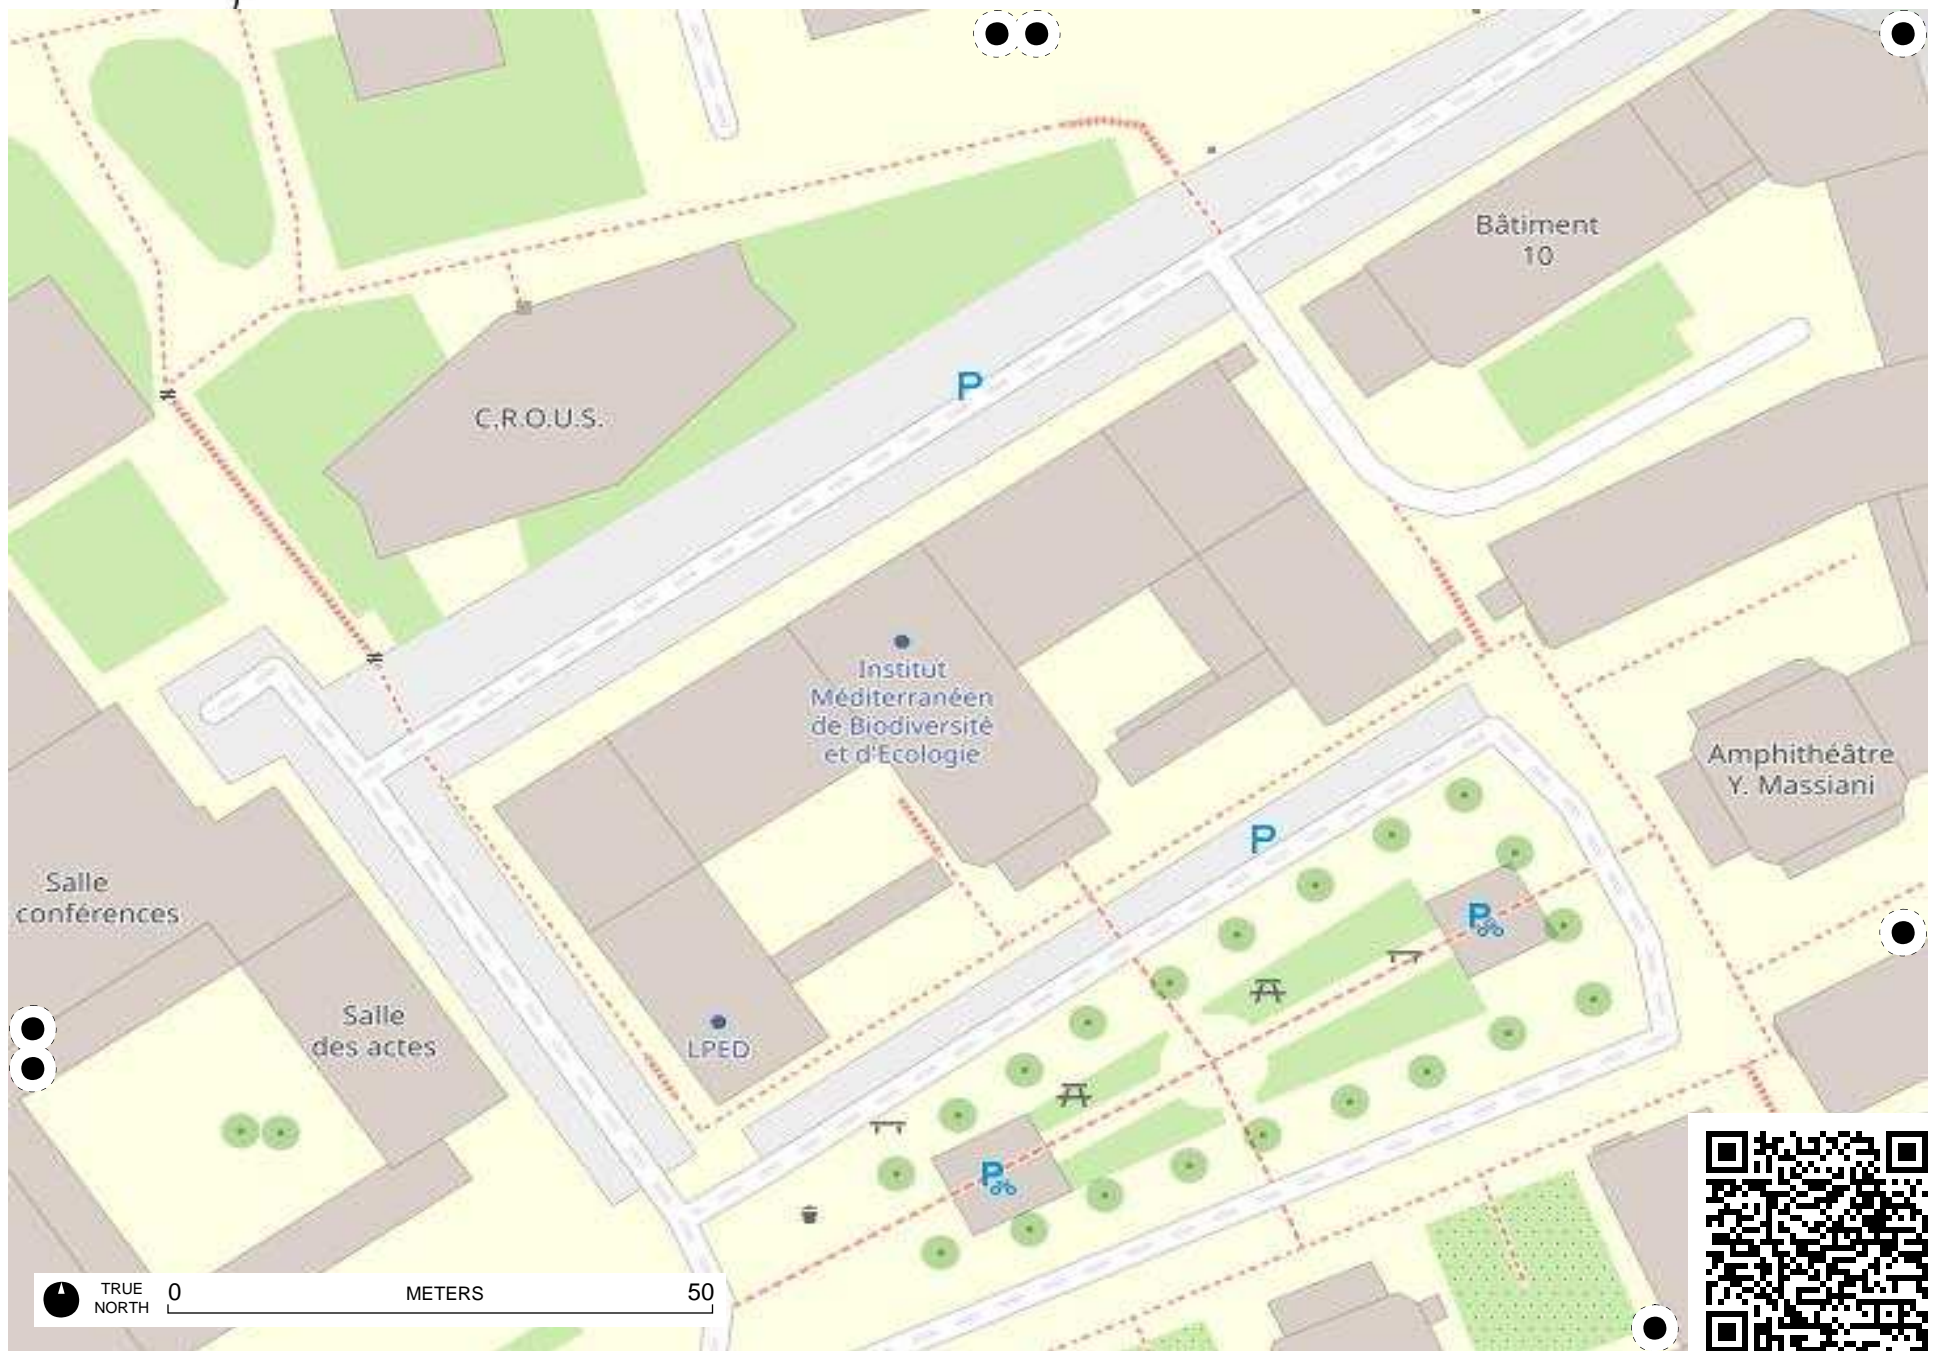 Bâtiment
10
P
C.R.O.U.S.
Institut
Méditerranéen
de Biodiversité
et d'Ecologie
Amphithéâtre
Y. Massiani
P
Salle
conférences
P
Salle
des actes
LPED
P
TRUE
NORTH
0 METERS 50